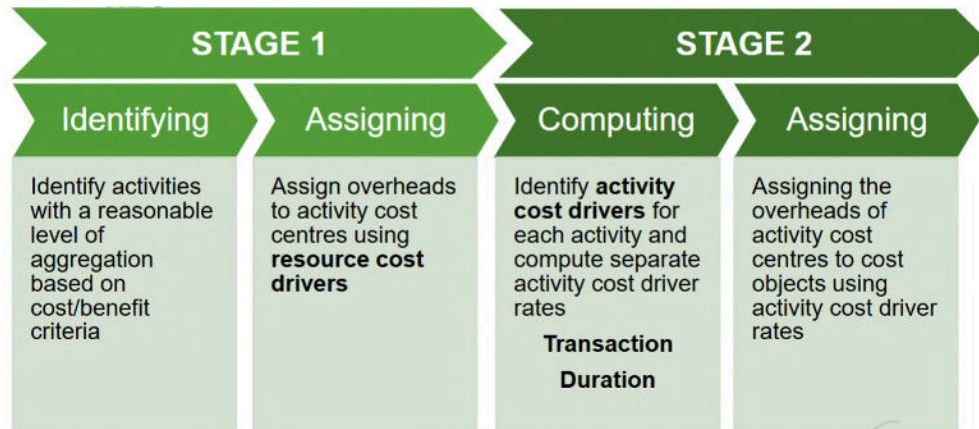 STAGE 1
STAGE 2
Identifying
Assigning
Computing
Assigning
Identify activities
with a reasonable
level of
aggregation
based on
cost/benefit
criteria
Assign overheads
to activity cost
centres using
resource cost
drivers
Identify activity
cost drivers for
each activity and
compute separate
activity cost driver
rates
Transaction
Duration
Assigning the
overheads of
activity cost
centres to cost
objects using
activity cost driver
rates